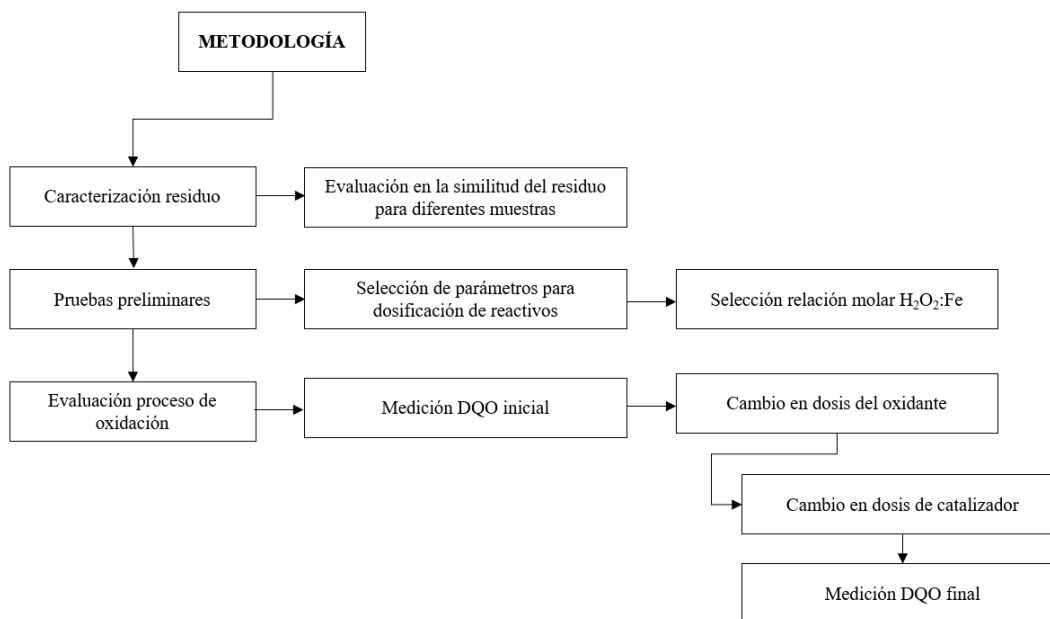 METODOLOGÍA
Caracterización residuo
Evaluación en la similitud del residuo
para diferentes muestras
Pruebas preliminares
Selección de parámetros para
dosificación de reactivos
Selección relación molar H₂O₂:Fe
Evaluación proceso de
oxidación
Medición DQO inicial
Cambio en dosis del oxidante
Cambio en dosis de catalizador
Medición DQO final